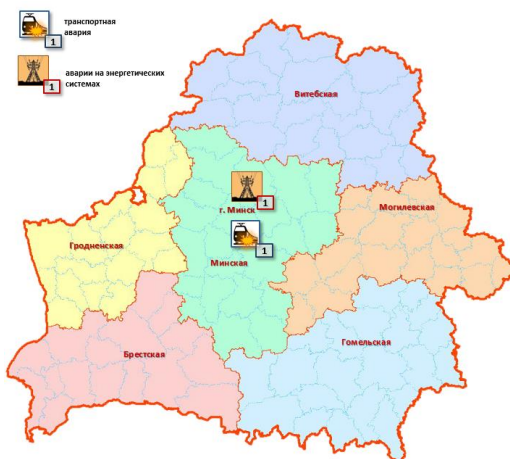 транспортная
авария
1
аварии на энергетических
системах
1
Витебская
г. Минск
1
Могилевская
Гродненская
1
Минская
Гомельская
Брестская